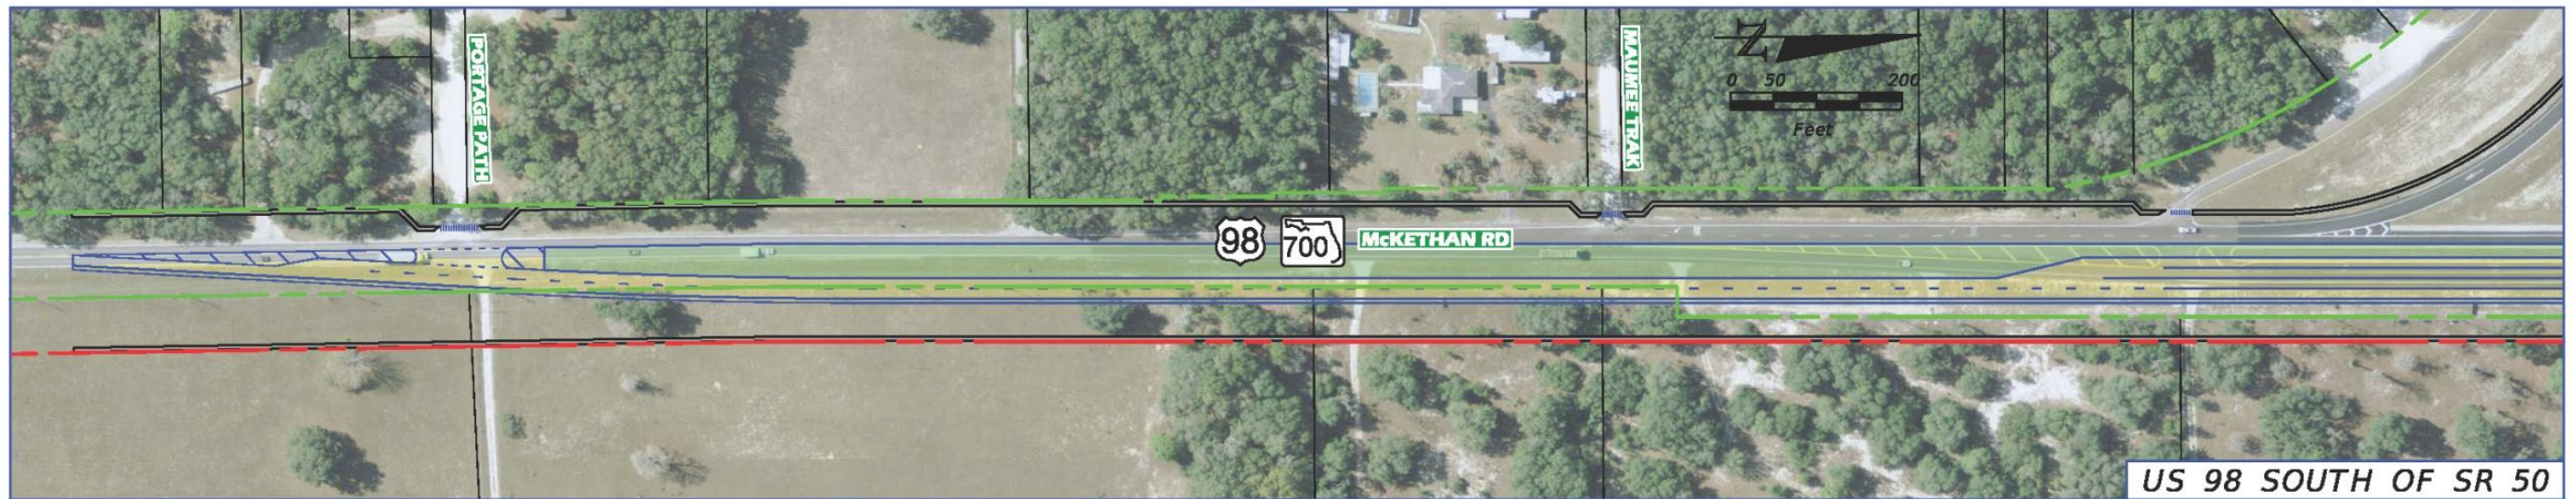 PORTAGE PATH
MAUMEE TRAK
N
0 50 200
Feet
98
700
McKETHAN RD
US 98 SOUTH OF SR 50